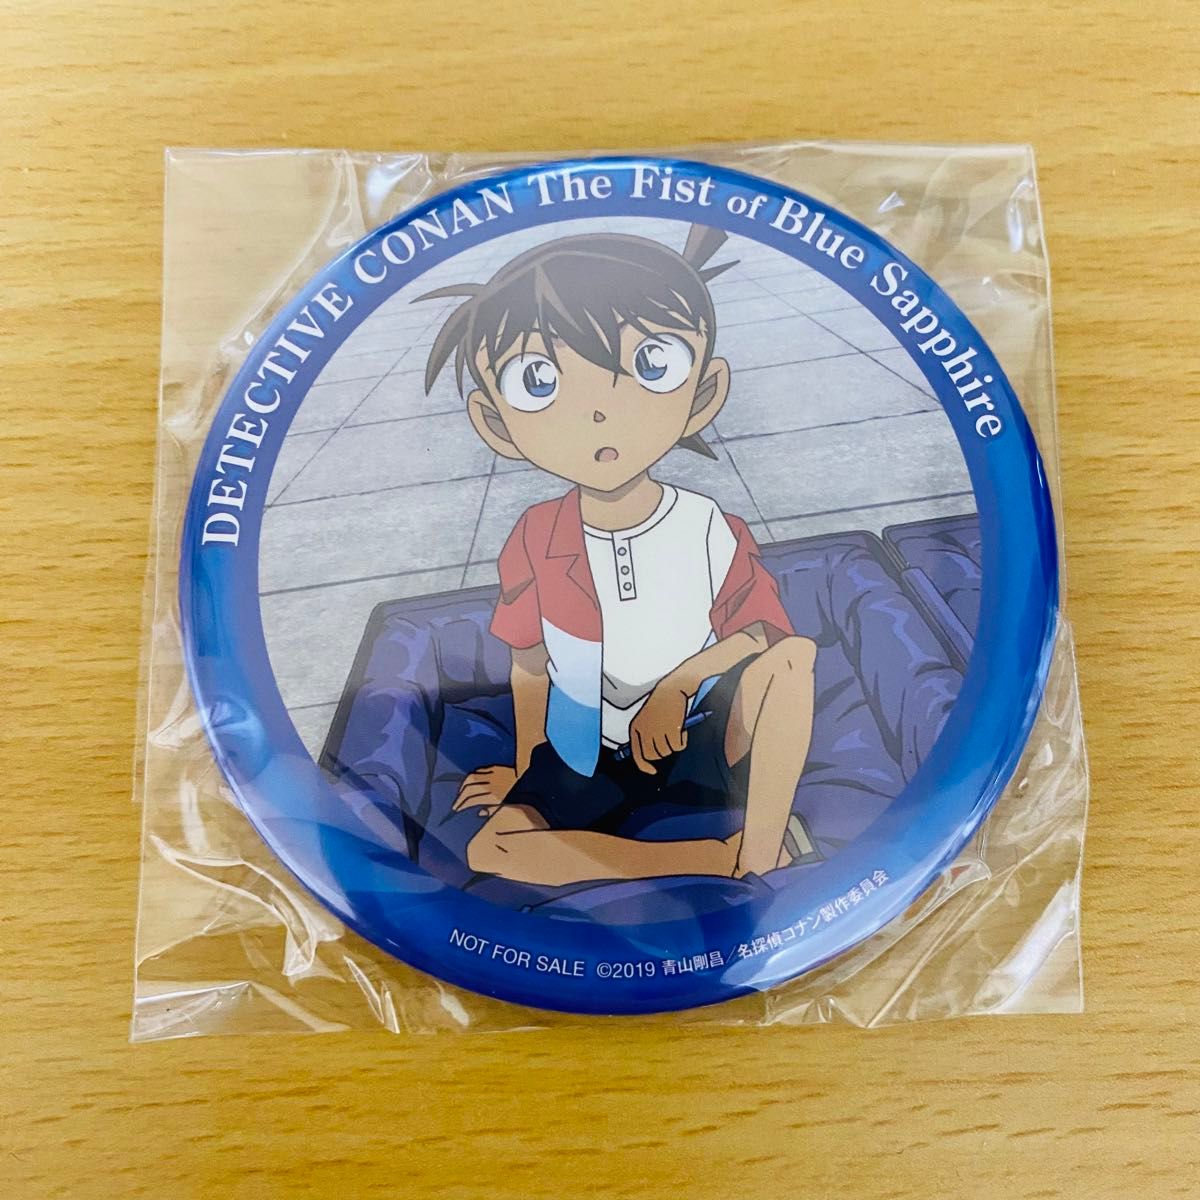 DETECTIVE CONAN The Fist of Blue Sapphire
NOT FOR SALE ©2019 青山剛昌／名探偵コナン製作委員会